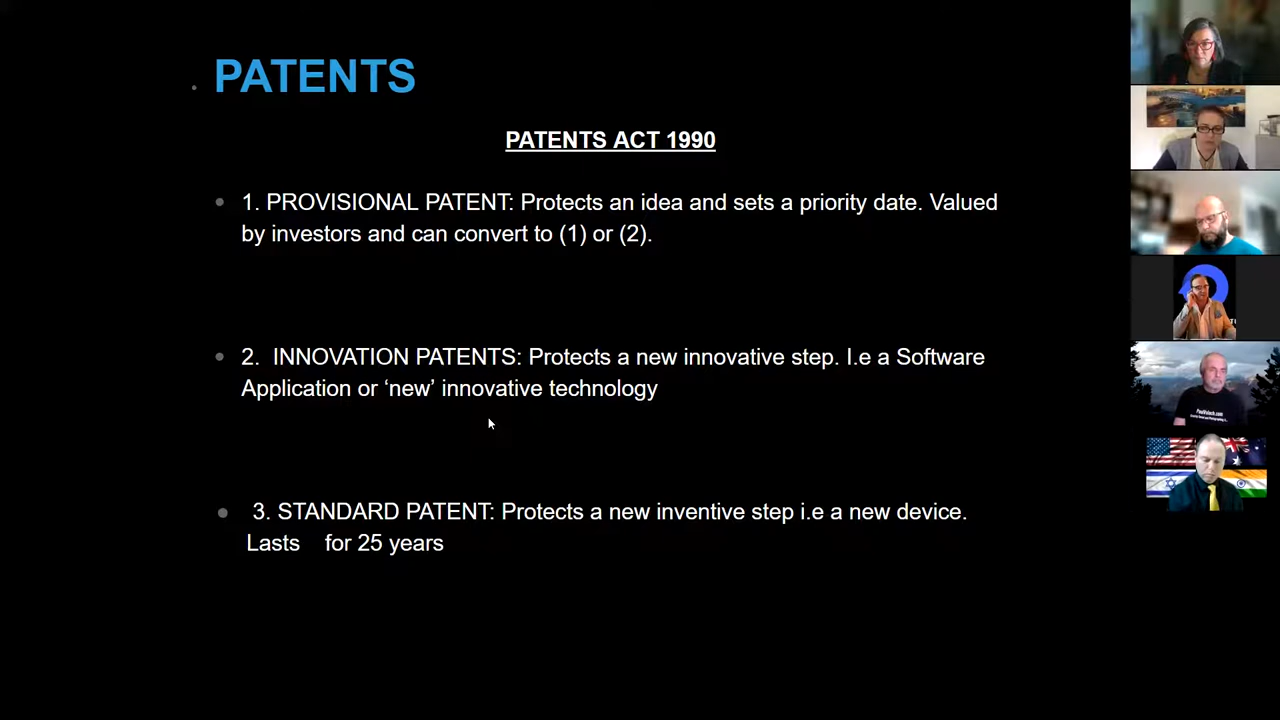 PATENTS
PATENTS ACT 1990
1. PROVISIONAL PATENT: Protects an idea and sets a priority date. Valued
by investors and can convert to (1) or (2).
2. INNOVATION PATENTS: Protects a new innovative step. I.e a Software
Application or ‘new’ innovative technology
3. STANDARD PATENT: Protects a new inventive step i.e a new device.
Lasts for 25 years